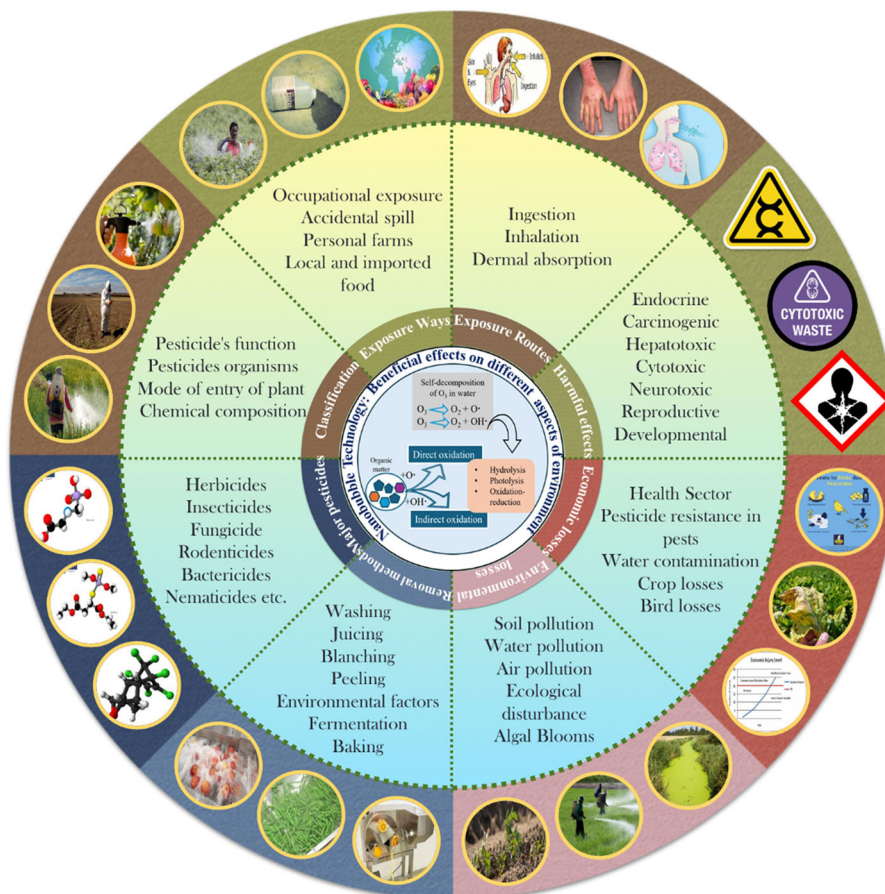 Skin & Eyes
Inhalation
Ingestion
Occupational exposure
Accidental spill
Personal farms
Local and imported
food
Ingestion
Inhalation
Dermal absorption
CYTOTOXIC
WASTE
Endocrine
Carcinogenic
Hepatotoxic
Cytotoxic
Neurotoxic
Reproductive
Developmental
Pesticide's function
Pesticides organisms
Mode of entry of plant
Chemical composition
Exposure Ways
Exposure Routes
Harmful effects
Economic losses
Environmental
losses
Removal methods
Major pesticides
Classification
Nanobubble Technology: Beneficial effects on different aspects of environment
Self-decomposition
of O₃ in water
O₃ O₂ + O•
O₃ O₂ + OH•
Organic
matter
+O•
+OH•
Direct oxidation
Indirect oxidation
• Hydrolysis
• Photolysis
• Oxidation-
reduction
Herbicides
Insecticides
Fungicide
Rodenticides
Bactericides
Nematicides etc.
Health Sector
Pesticide resistance in
pests
Water contamination
Crop losses
Bird losses
Economic Injury Level
Washing
Juicing
Blanching
Peeling
Environmental factors
Fermentation
Baking
Soil pollution
Water pollution
Air pollution
Ecological
disturbance
Algal Blooms